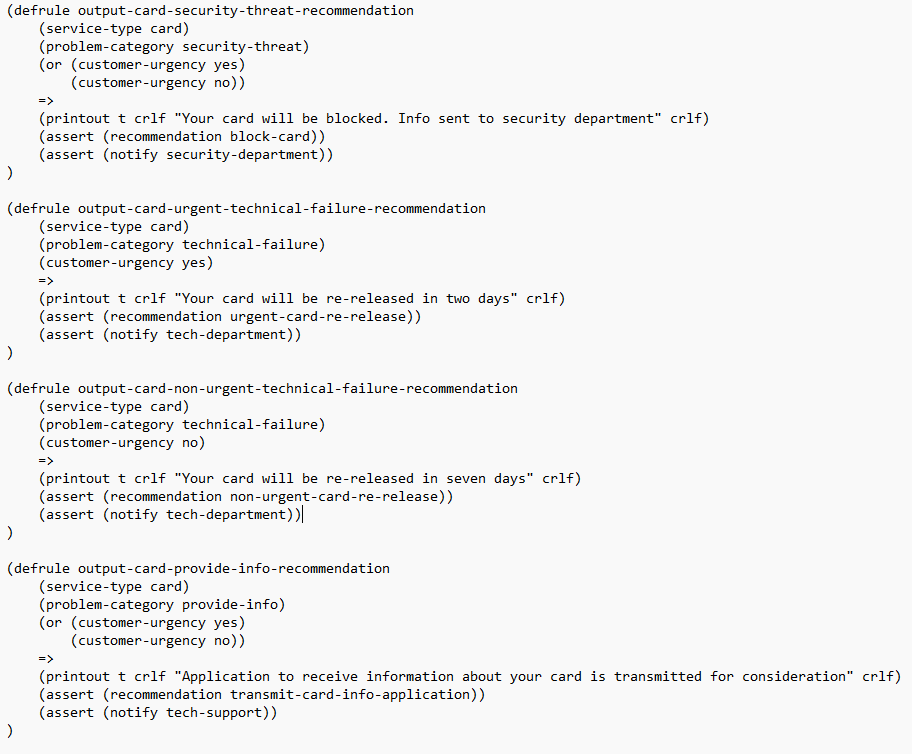 (defrule output-card-security-threat-recommendation
    (service-type card)
    (problem-category security-threat)
    (or (customer-urgency yes)
        (customer-urgency no))
    =>
    (printout t crlf "Your card will be blocked. Info sent to security department" crlf)
    (assert (recommendation block-card))
    (assert (notify security-department))
)

(defrule output-card-urgent-technical-failure-recommendation
    (service-type card)
    (problem-category technical-failure)
    (customer-urgency yes)
    =>
    (printout t crlf "Your card will be re-released in two days" crlf)
    (assert (recommendation urgent-card-re-release))
    (assert (notify tech-department))
)

(defrule output-card-non-urgent-technical-failure-recommendation
    (service-type card)
    (problem-category technical-failure)
    (customer-urgency no)
    =>
    (printout t crlf "Your card will be re-released in seven days" crlf)
    (assert (recommendation non-urgent-card-re-release))
    (assert (notify tech-department))
)

(defrule output-card-provide-info-recommendation
    (service-type card)
    (problem-category provide-info)
    (or (customer-urgency yes)
        (customer-urgency no))
    =>
    (printout t crlf "Application to receive information about your card is transmitted for consideration" crlf)
    (assert (recommendation transmit-card-info-application))
    (assert (notify tech-support))
)